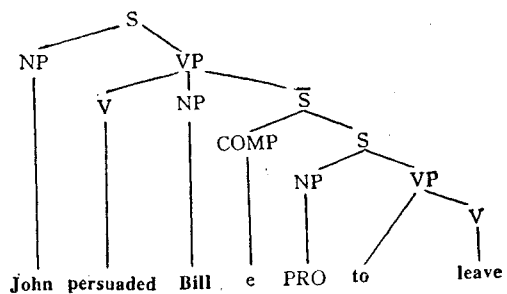 S
NP VP
V NP S̄
COMP S
NP VP
V
John persuaded Bill e PRO to leave